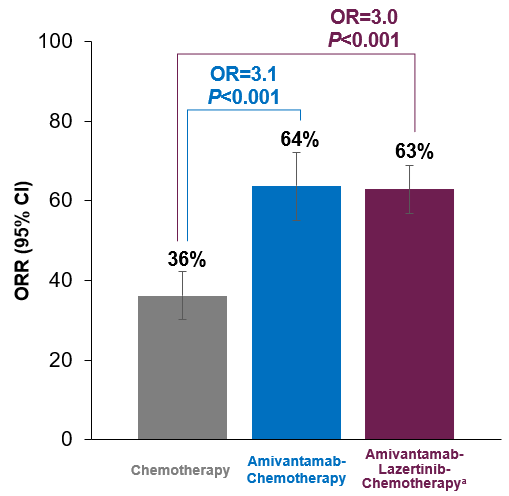 OR=3.0
P<0.001
OR=3.1
P<0.001
100
80
60
40
20
0
ORR (95% CI)
36%
64%
63%
Chemotherapy
Amivantamab-
Chemotherapy
Amivantamab-
Lazertinib-
Chemotherapyᵃ